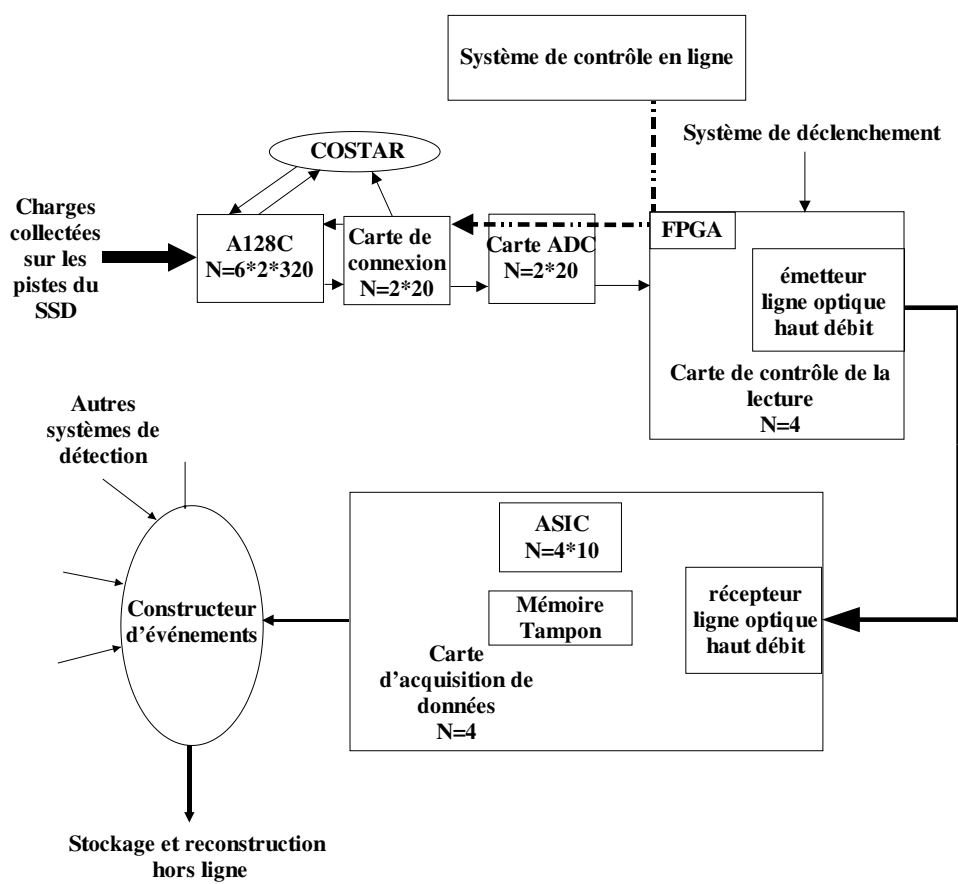 Système de contrôle en ligne
Système de déclenchement
COSTAR
Charges
collectées
sur les
pistes du
SSD
A128C
N=6*2*320
Carte de
connexion
N=2*20
Carte ADC
N=2*20
FPGA
émetteur
ligne optique
haut débit
Carte de contrôle de la
lecture
N=4
Autres
systèmes de
détection
ASIC
N=4*10
Mémoire
Tampon
récepteur
ligne optique
haut débit
Constructeur
d'événements
Carte
d'acquisition de
données
N=4
Stockage et reconstruction
hors ligne